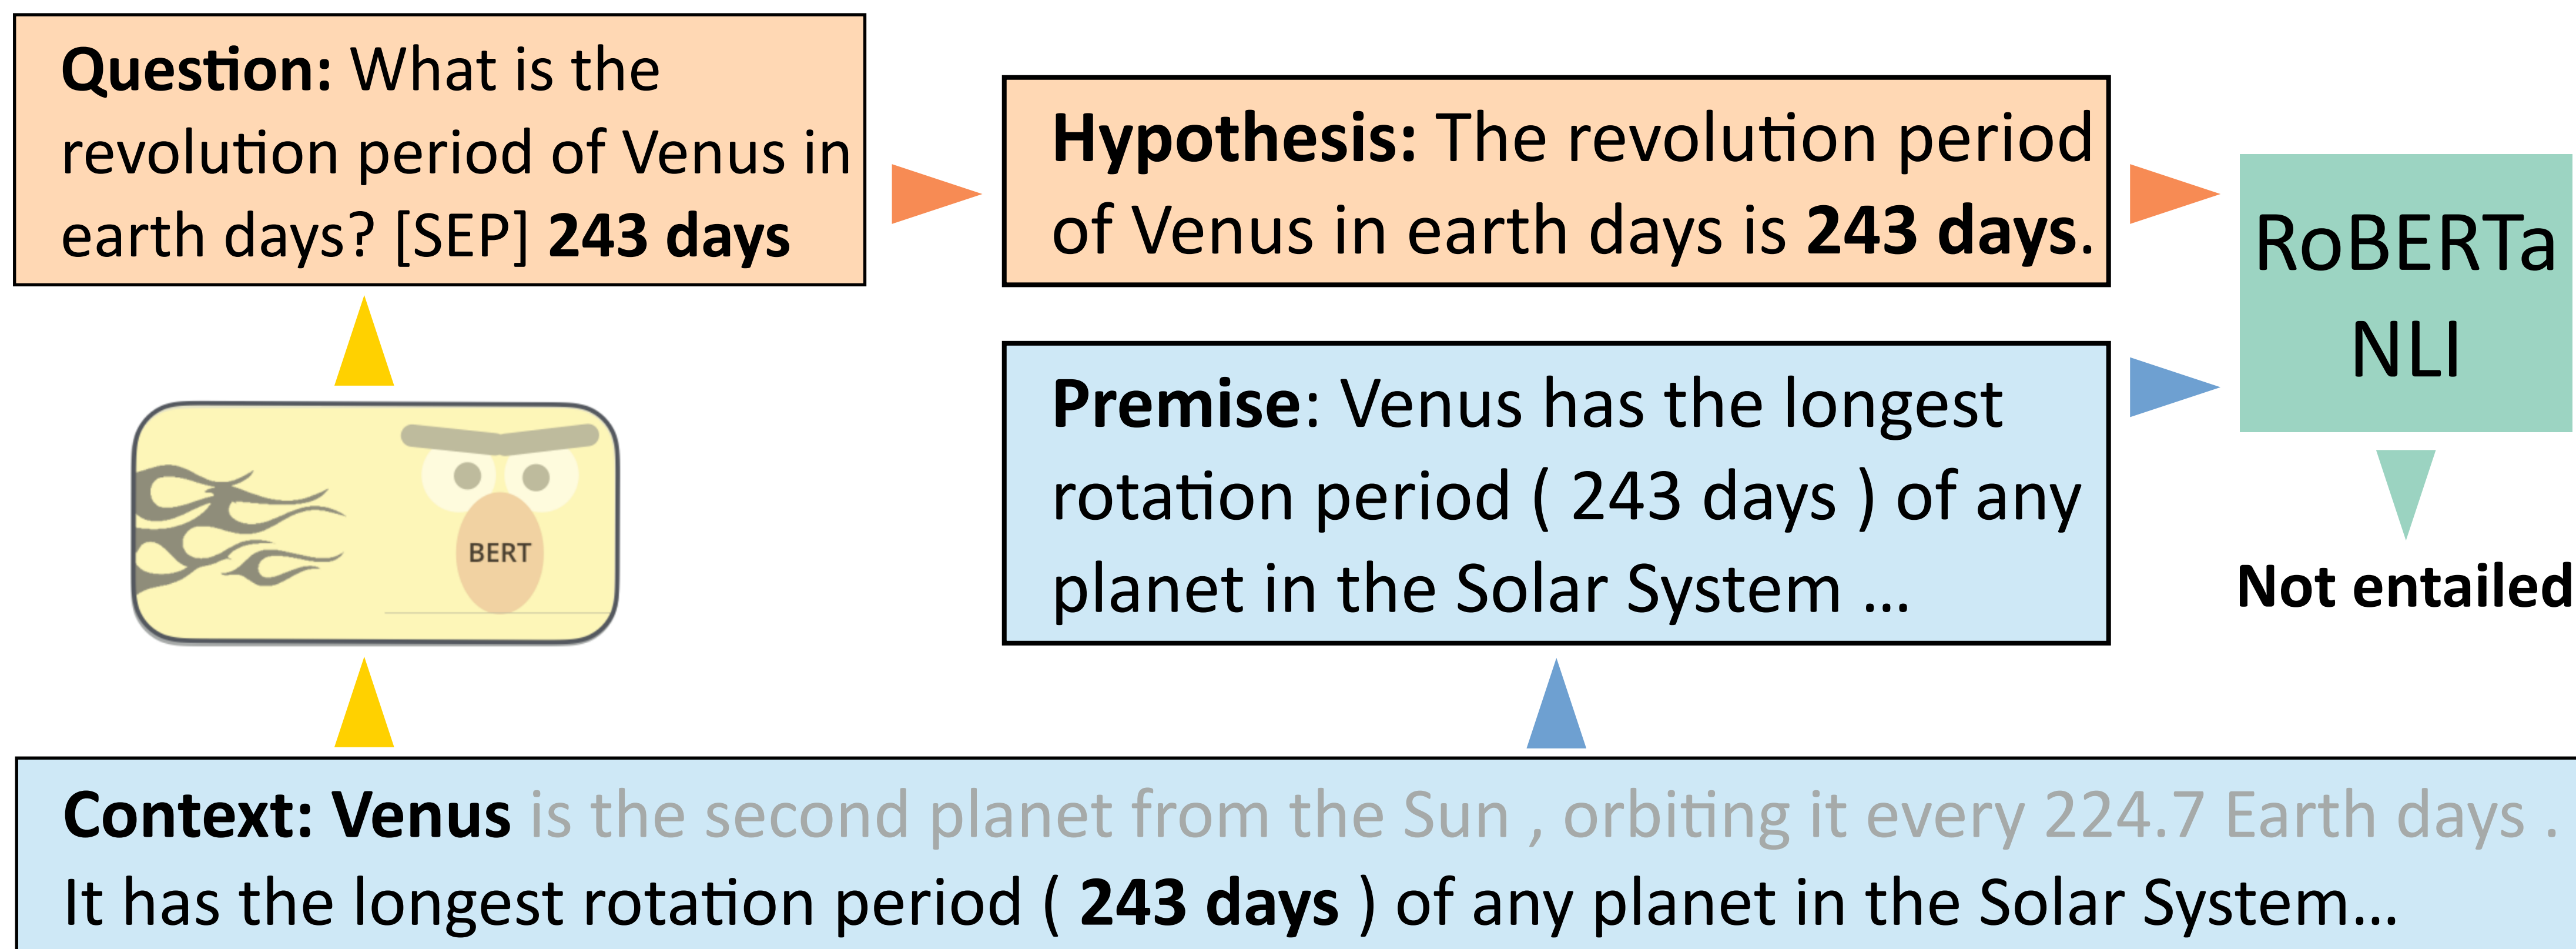 Question: What is the
revolution period of Venus in
earth days? [SEP] 243 days
Hypothesis: The revolution period
of Venus in earth days is 243 days.
RoBERTa
NLI
Premise: Venus has the longest
rotation period ( 243 days ) of any
planet in the Solar System ...
BERT
Not entailed
Context: Venus is the second planet from the Sun , orbiting it every 224.7 Earth days .
It has the longest rotation period ( 243 days ) of any planet in the Solar System...